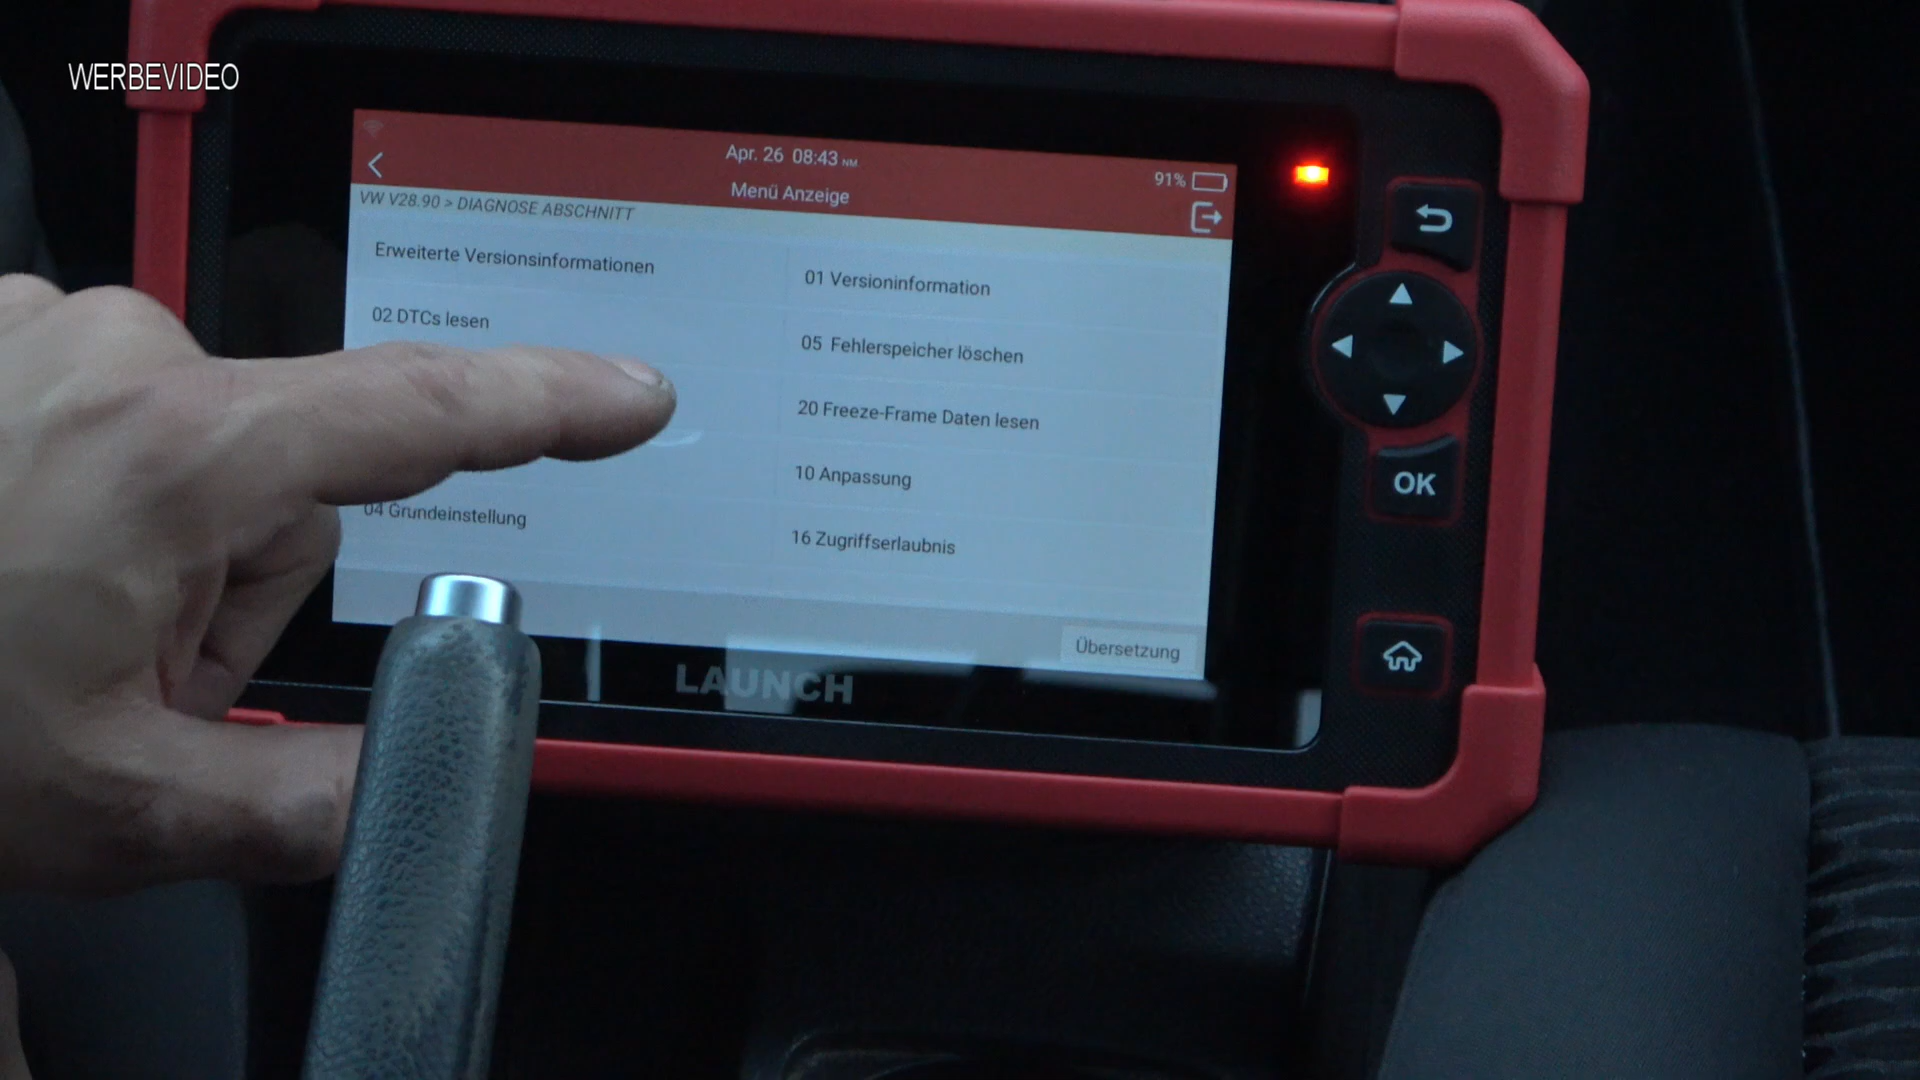 WERBEVIDEO
Apr. 26 08:43 NM
91%
Menü Anzeige
VW V28.90 > DIAGNOSE ABSCHNITT
Erweiterte Versionsinformationen
01 Versioninformation
02 DTCs lesen
05 Fehlerspeicher löschen
20 Freeze-Frame Daten lesen
10 Anpassung
04 Grundeinstellung
16 Zugriffserlaubnis
Übersetzung
LAUNCH
OK